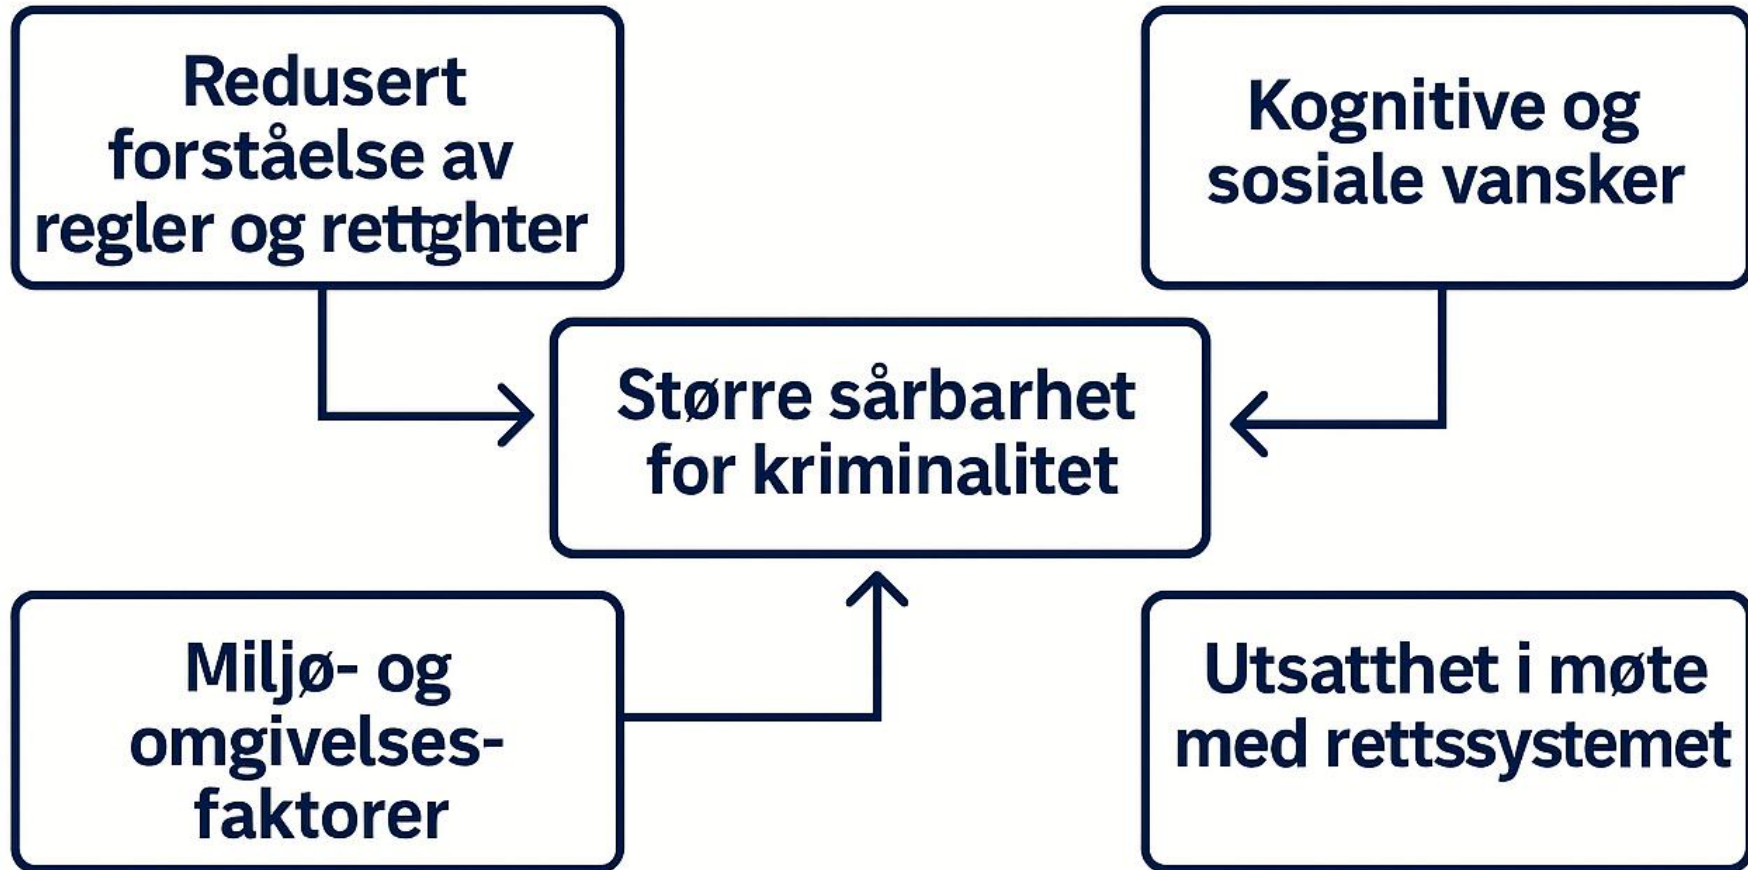 Redusert
forståelse av
regler og rettghter
Kognitive og
sosiale vansker
Større sårbarhet
for kriminalitet
Miljø- og
omgivelses-
faktorer
Utsatthet i møte
med rettssystemet